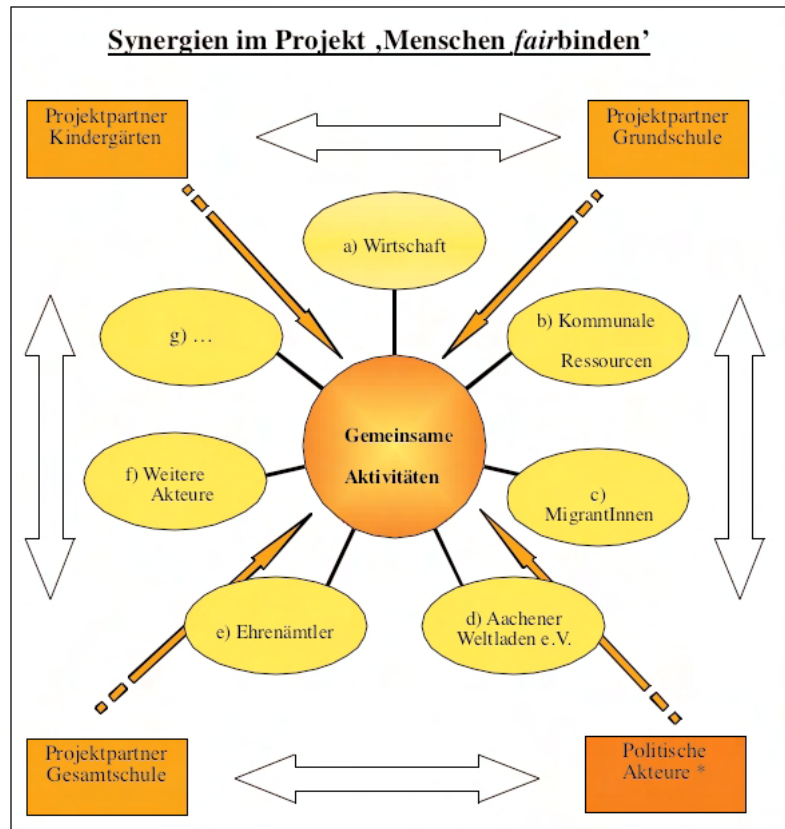 Synergien im Projekt ‚Menschen fairbinden’
Projektpartner
Kindergärten
Projektpartner
Grundschule
a) Wirtschaft
g) …
b) Kommunale
Ressourcen
Gemeinsame
Aktivitäten
f) Weitere
Akteure
c)
MigrantInnen
e) Ehrenämtler
d) Aachener
Weltladen e.V.
Projektpartner
Gesamtschule
Politische
Akteure *